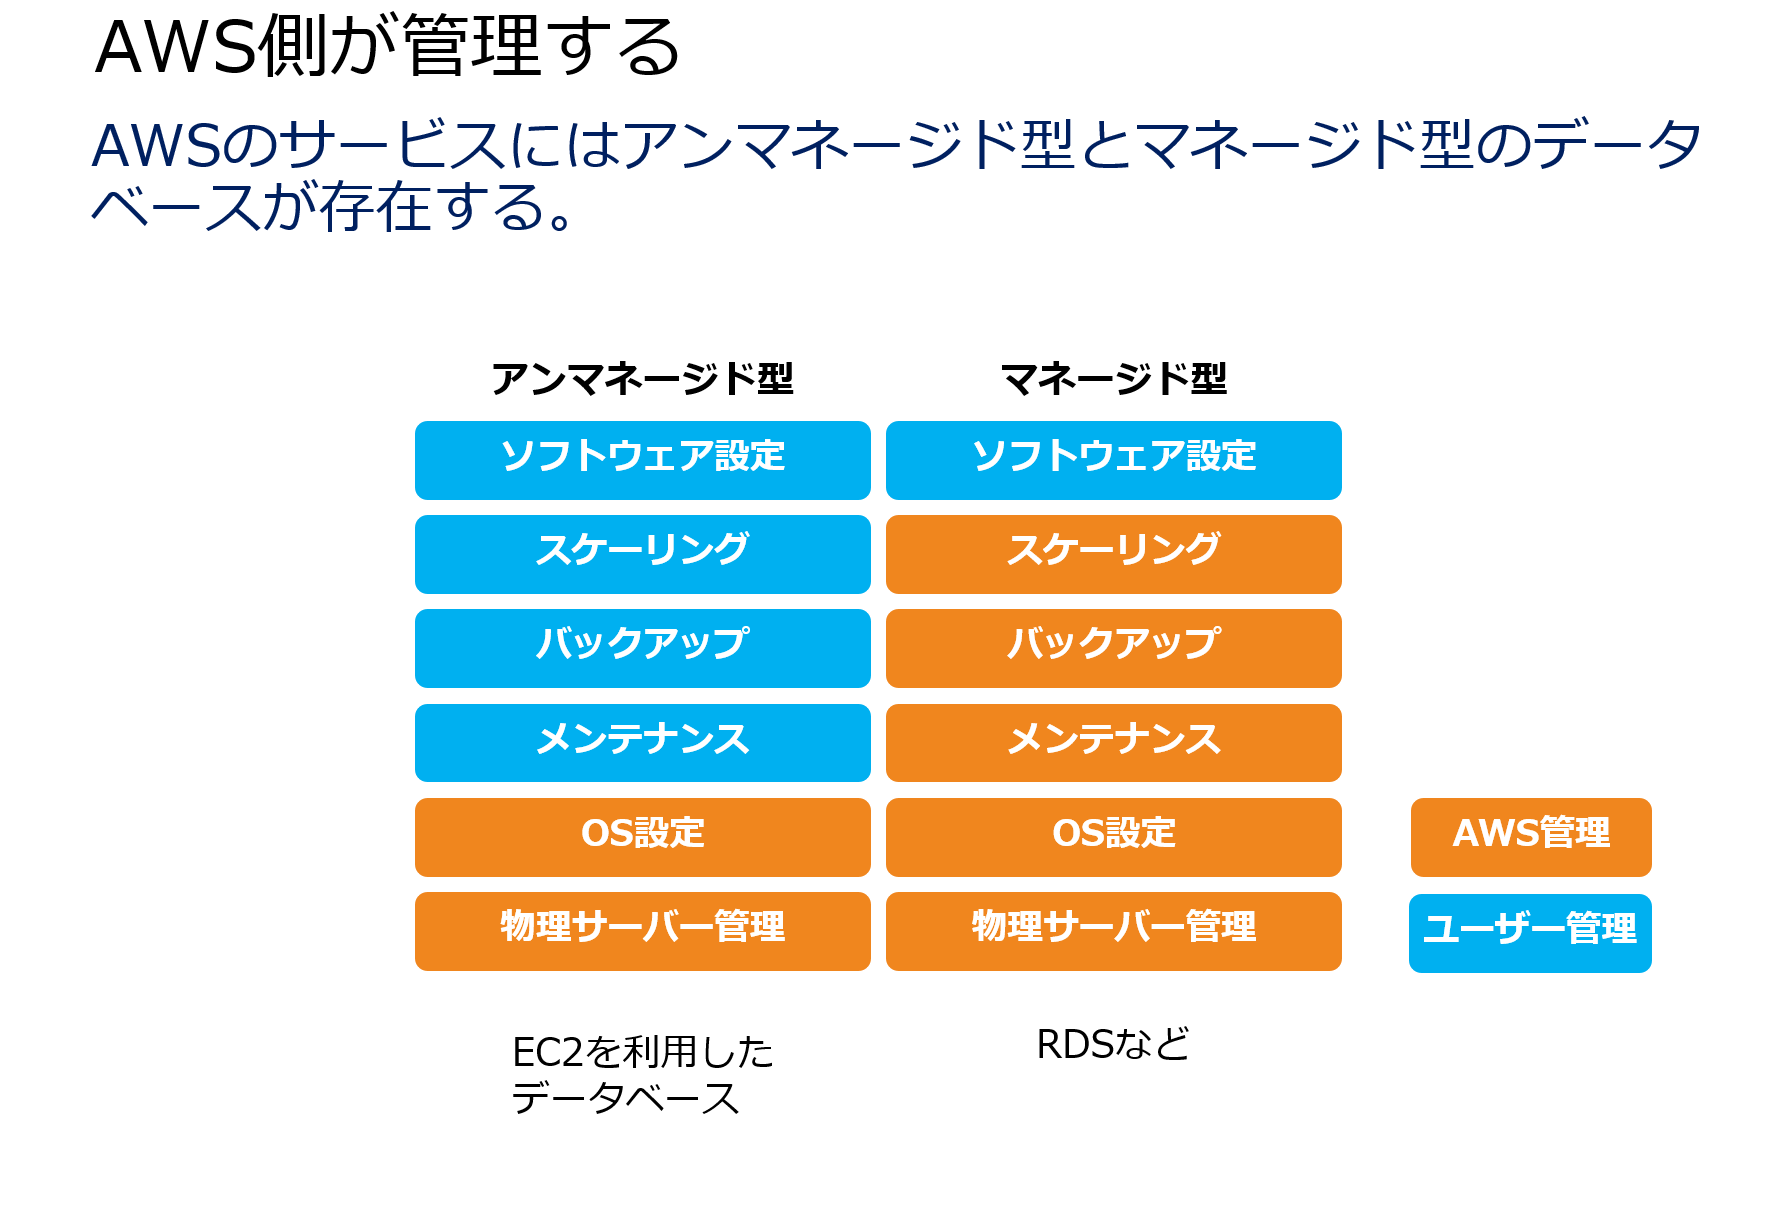 AWS側が管理する
AWSのサービスにはアンマネージド型とマネージド型のデータ
ベースが存在する。
アンマネージド型
マネージド型
ソフトウェア設定
ソフトウェア設定
スケーリング
スケーリング
バックアップ
バックアップ
メンテナンス
メンテナンス
OS設定
OS設定
AWS管理
物理サーバー管理
物理サーバー管理
ユーザー管理
EC2を利用した
データベース
RDSなど